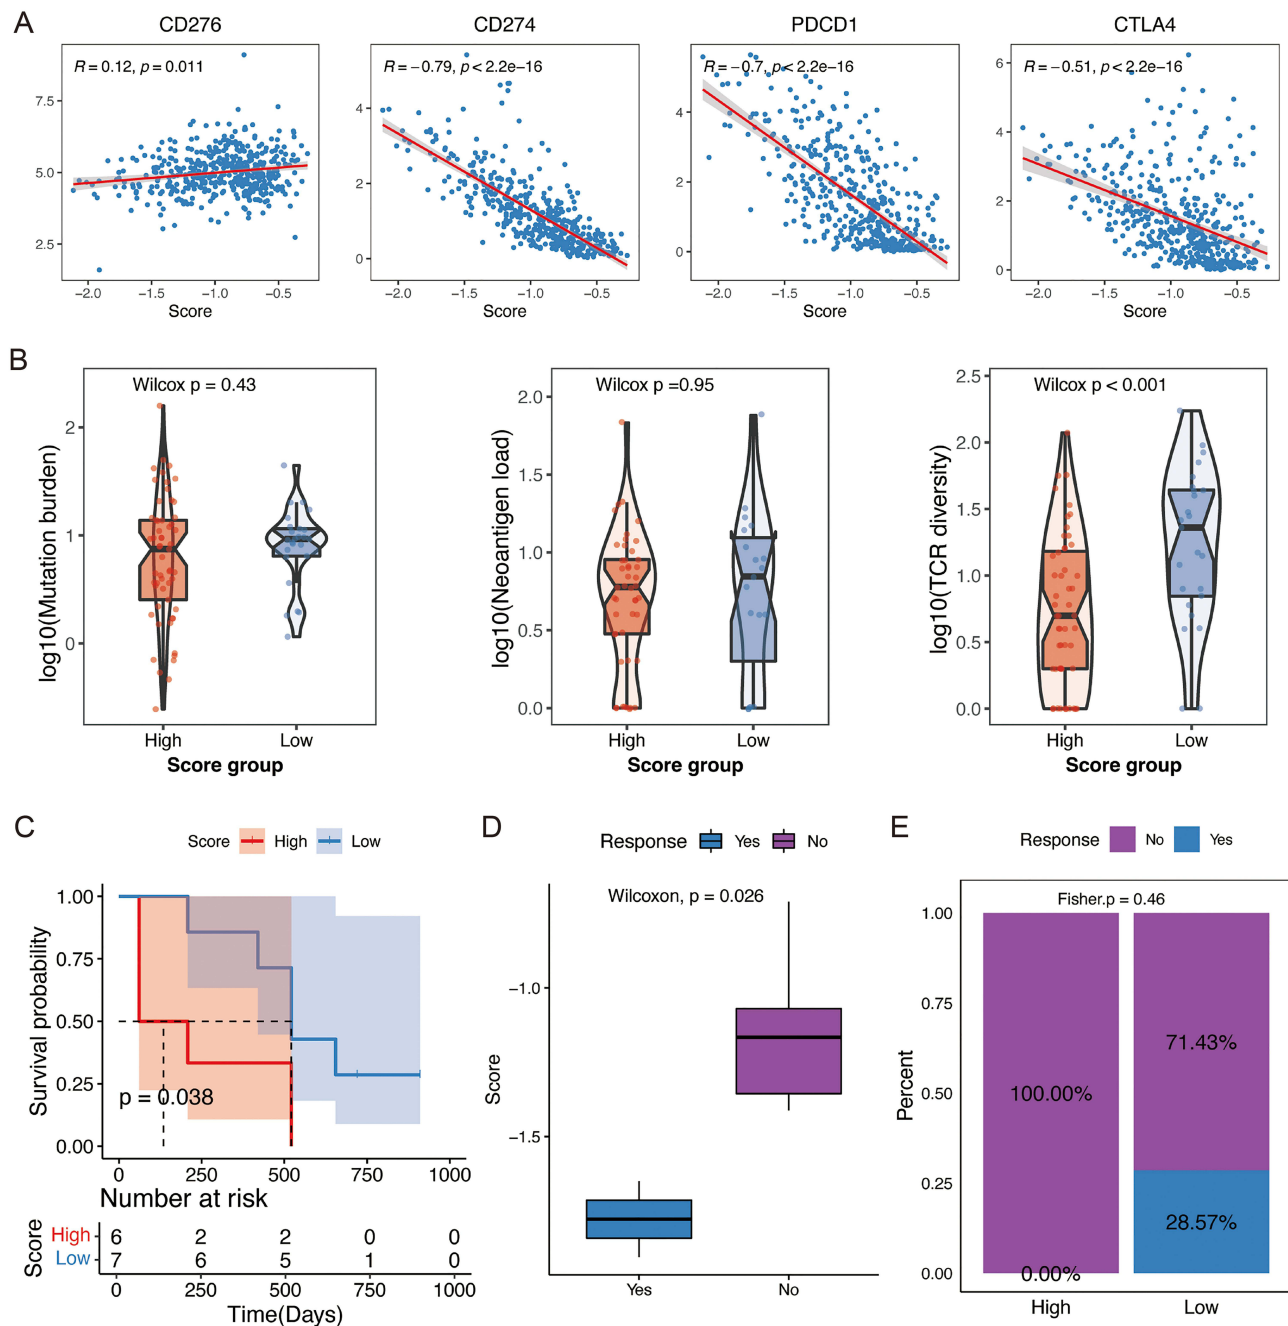 A
CD276
CD274
PDCD1
CTLA4
R = 0.12, p = 0.011
R = −0.79, p < 2.2e−16
R = −0.7, p < 2.2e−16
R = −0.51, p < 2.2e−16
7.5
5.0
2.5
4
2
0
4
2
0
6
4
2
0
−2.0 −1.5 −1.0 −0.5
−2.0 −1.5 −1.0 −0.5
−2.0 −1.5 −1.0 −0.5
−2.0 −1.5 −1.0 −0.5
Score
Score
Score
Score
B
Wilcox p = 0.43
log10(Mutation burden)
2
1
0
High Low
Score group
Wilcox p =0.95
log10(Neoantigen load)
2.0
1.5
1.0
0.5
0.0
High Low
Score group
Wilcox p < 0.001
log10(TCR diversity)
2.5
2.0
1.5
1.0
0.5
0.0
High Low
Score group
C
Score High Low
Survival probability
1.00
0.75
0.50
0.25
0.00
p = 0.038
0 250 500 750 1000
Number at risk
Score
High 6 2 2 0 0
Low 7 6 5 1 0
0 250 500 750 1000
Time(Days)
D
Response Yes No
Wilcoxon, p = 0.026
Score
−1.0
−1.5
Yes No
E
Response No Yes
Fisher.p = 0.46
Percent
1.00
0.75
0.50
0.25
0.00
71.43%
100.00%
28.57%
0.00%
High Low